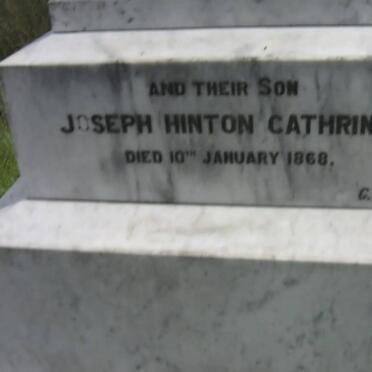 AND THEIR SON
JOSEPH HINTON CATHRIN
DIED 10TH JANUARY 1868.